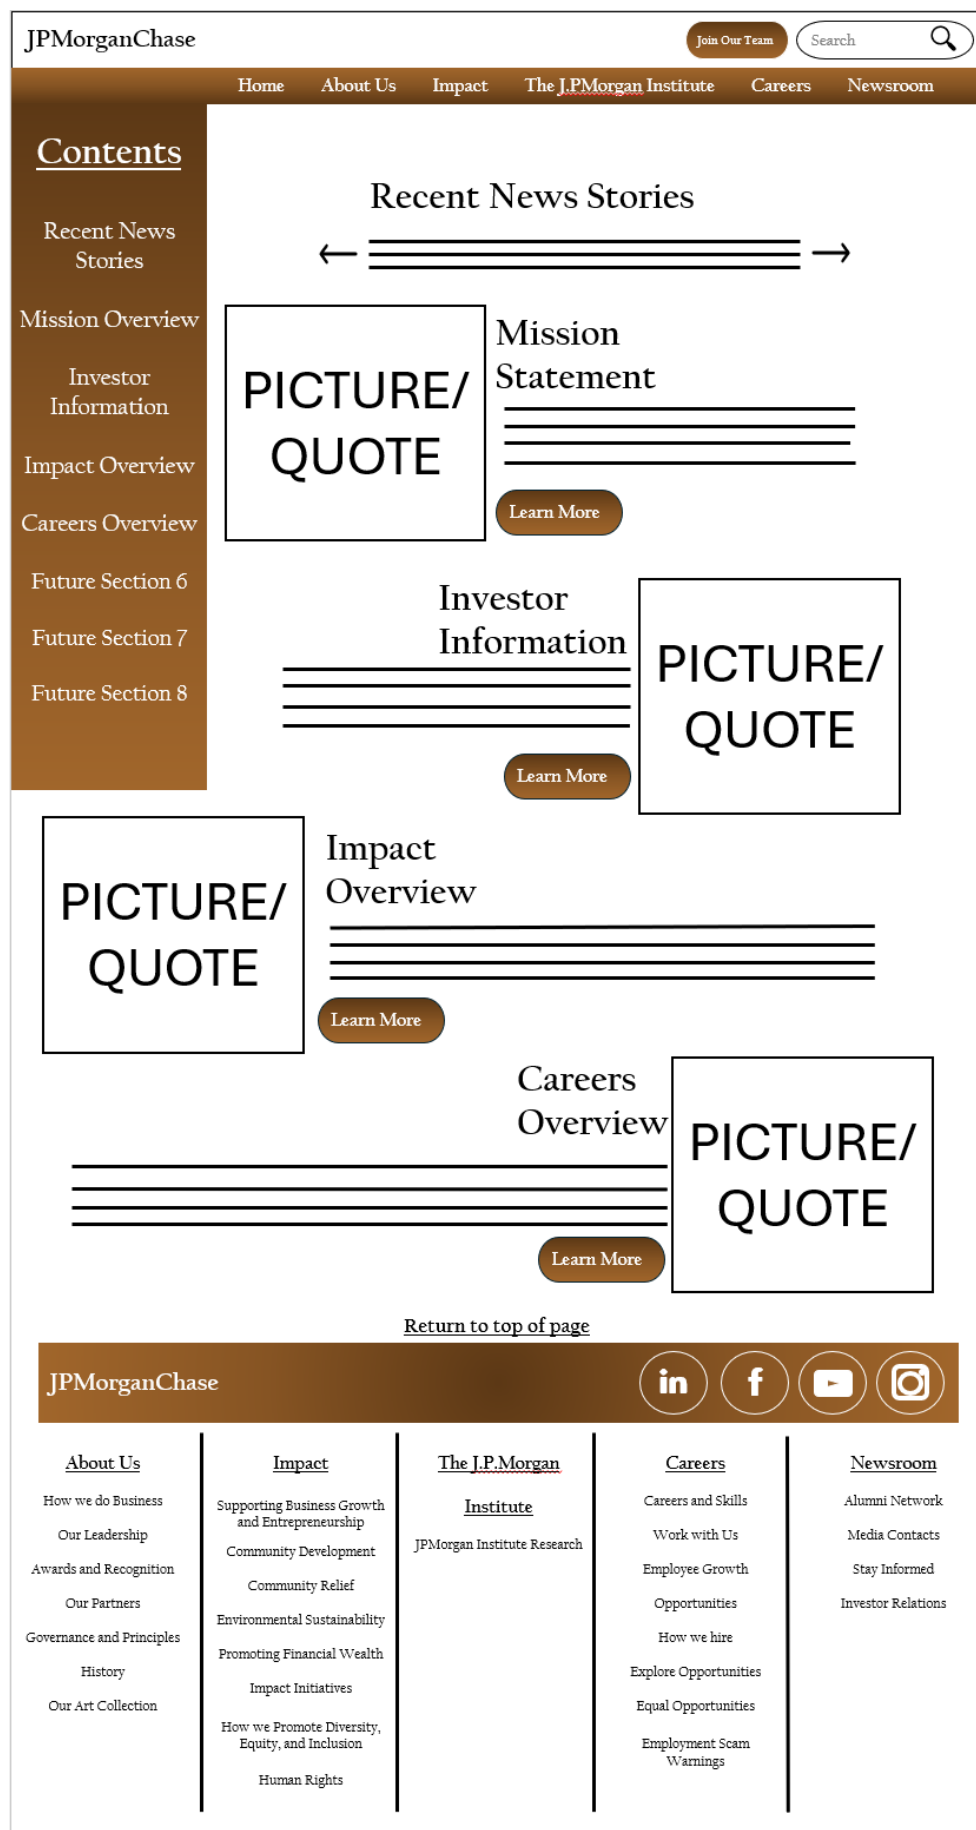 JPMorganChase
Join Our Team
Search
Home About Us Impact The J.PMorgan Institute Careers Newsroom
Contents
Recent News
Stories
Mission Overview
Investor
Information
Impact Overview
Careers Overview
Future Section 6
Future Section 7
Future Section 8
Recent News Stories
PICTURE/
QUOTE
Mission
Statement
Learn More
Investor
Information
Learn More
PICTURE/
QUOTE
PICTURE/
QUOTE
Impact
Overview
Learn More
Careers
Overview
Learn More
PICTURE/
QUOTE
Return to top of page
JPMorganChase
in
f
About Us
How we do Business
Our Leadership
Awards and Recognition
Our Partners
Governance and Principles
History
Our Art Collection
Impact
Supporting Business Growth
and Entrepreneurship
Community Development
Community Relief
Environmental Sustainability
Promoting Financial Wealth
Impact Initiatives
How we Promote Diversity,
Equity, and Inclusion
Human Rights
The J.P.Morgan
Institute
JPMorgan Institute Research
Careers
Careers and Skills
Work with Us
Employee Growth
Opportunities
How we hire
Explore Opportunities
Equal Opportunities
Employment Scam
Warnings
Newsroom
Alumni Network
Media Contacts
Stay Informed
Investor Relations